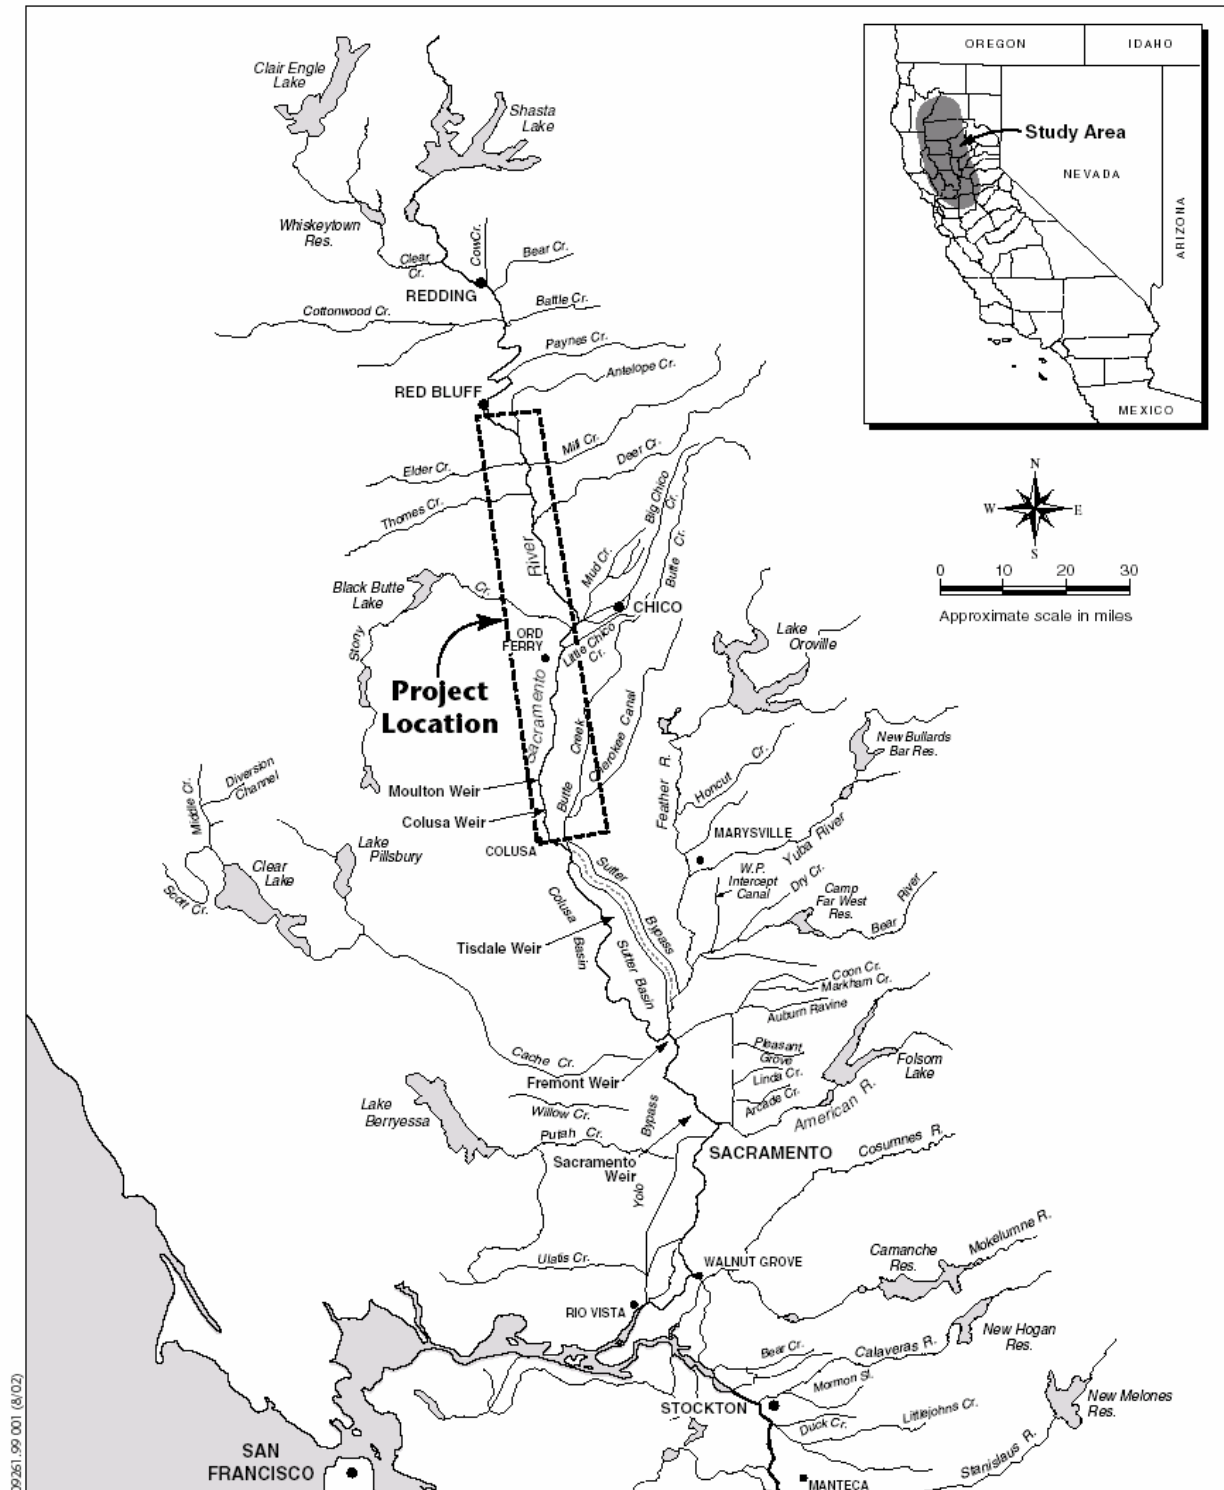 OREGON
IDAHO
Study Area
NEVADA
ARIZONA
MEXICO
Clair Engle
Lake
Shasta
Lake
Whiskeytown
Res.
Clear
Cr.
CowCr.
Bear Cr.
REDDING
Cottonwood Cr.
Battle Cr.
Paynes Cr.
Antelope Cr.
RED BLUFF
Mill Cr.
Elder Cr.
Deer Cr.
Thomes Cr.
Big Chico
Cr.
N
W
E
S
River
Mud Cr.
Butte Cr.
0 10 20 30
Approximate scale in miles
Black Butte
Lake
Cr.
CHICO
ORD
FERRY
Little Chico
Cr.
Stony
Lake
Oroville
Project
Location
Sacramento
Creek
Butte
Cherokee Canal
Feather R.
New Bullards
Bar Res.
Honcut Cr.
Middle Cr.
Diversion
Channel
Moulton Weir
Colusa Weir
MARYSVILLE
Yuba River
COLUSA
Lake
Pillsbury
Clear
Lake
Scott Cr.
Sutter
Bypass
W.P.
Intercept
Canal
Dry Cr.
Camp
Far West
Res.
Bear River
Colusa
Basin
Tisdale Weir
Sutter Basin
Coon Cr.
Markham Cr.
Auburn Ravine
Pleasant
Grove
Linda Cr.
Arcade Cr.
Folsom
Lake
American R.
Cache Cr.
Fremont Weir
Lake
Berryessa
Willow Cr.
Putah Cr.
Yolo Bypass
Sacramento
Weir
SACRAMENTO
Cosumnes R.
Ulatis Cr.
WALNUT GROVE
Camanche
Res.
Mokelumne R.
RIO VISTA
New Hogan
Res.
Bear Cr.
Calaveras R.
Mormon Sl.
STOCKTON
Duck Cr.
Littlejohns Cr.
New Melones
Res.
Stanislaus R.
SAN
FRANCISCO
MANTECA
09261.99 001 (8/02)